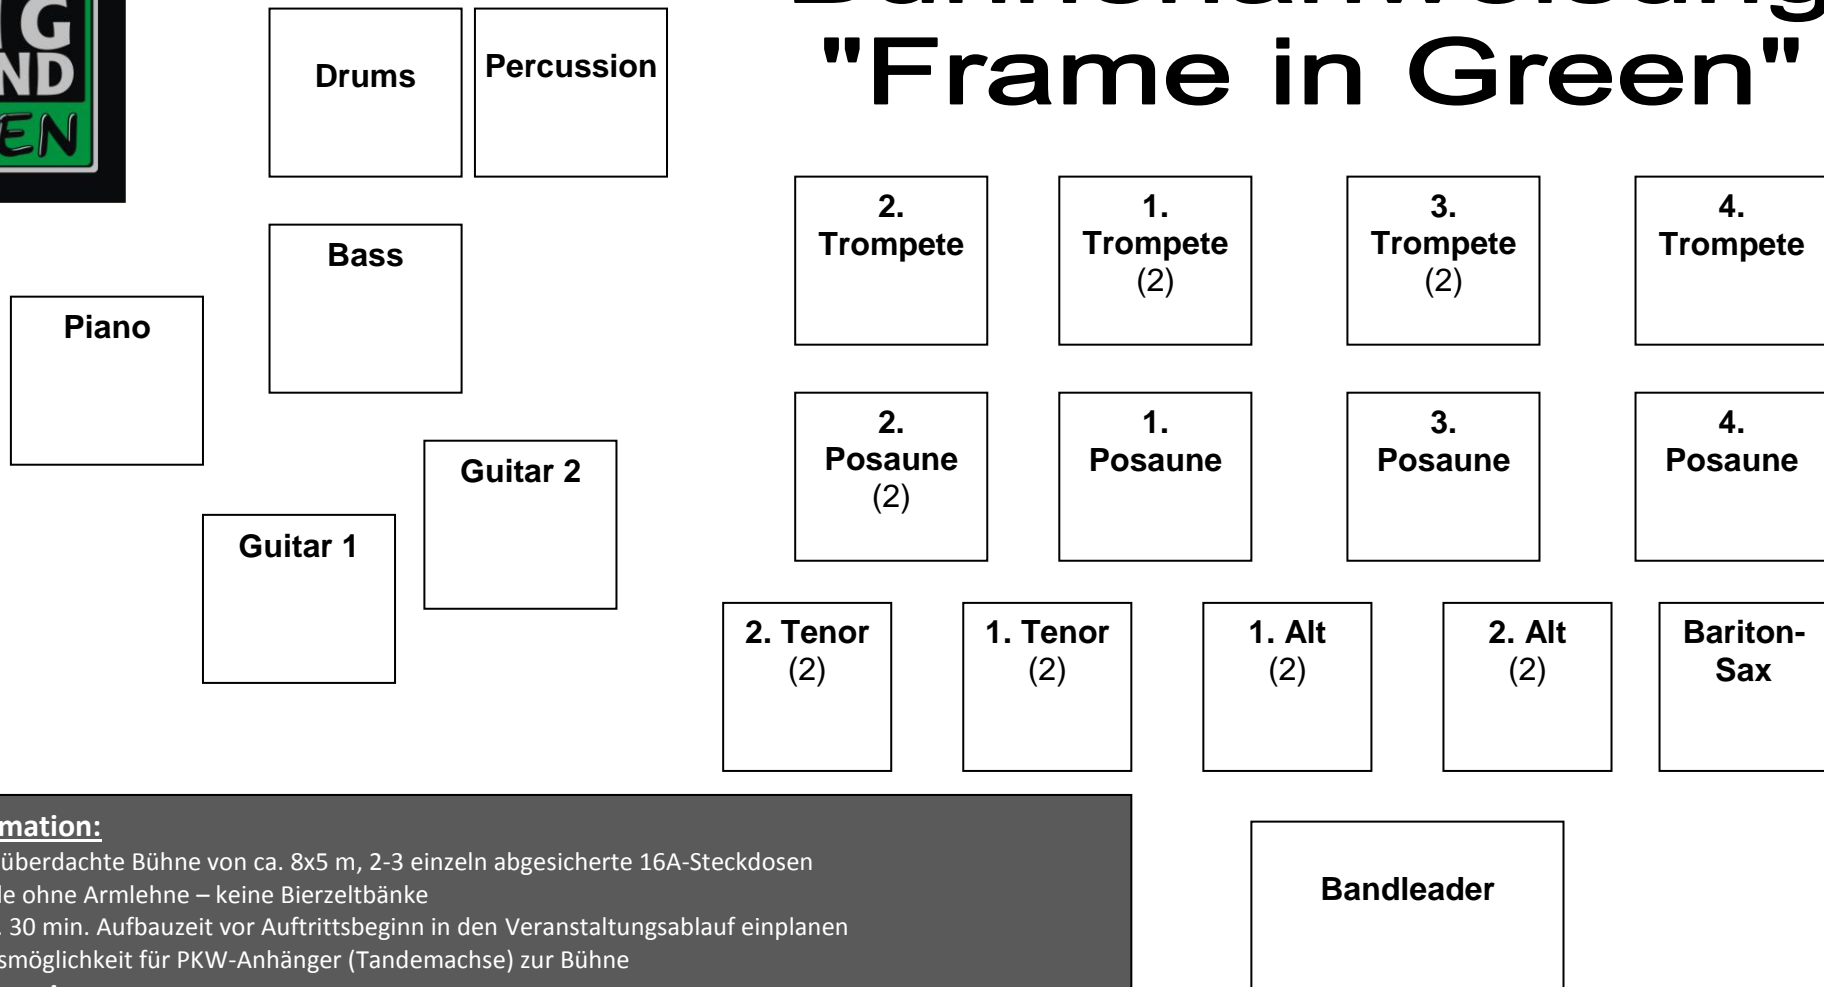 "Frame in Green"
Drums
Percussion
2.
Trompete
1.
Trompete
(2)
3.
Trompete
(2)
4.
Trompete
Bass
Piano
2.
Posaune
(2)
1.
Posaune
3.
Posaune
4.
Posaune
Guitar 2
Guitar 1
2. Tenor
(2)
1. Tenor
(2)
1. Alt
(2)
2. Alt
(2)
Bariton-
Sax
mation:
überdachte Bühne von ca. 8x5 m, 2-3 einzeln abgesicherte 16A-Steckdosen
le ohne Armlehne – keine Bierzeltbänke
. 30 min. Aufbauzeit vor Auftrittsbeginn in den Veranstaltungsablauf einplanen
smöglichkeit für PKW-Anhänger (Tandemachse) zur Bühne
Bandleader